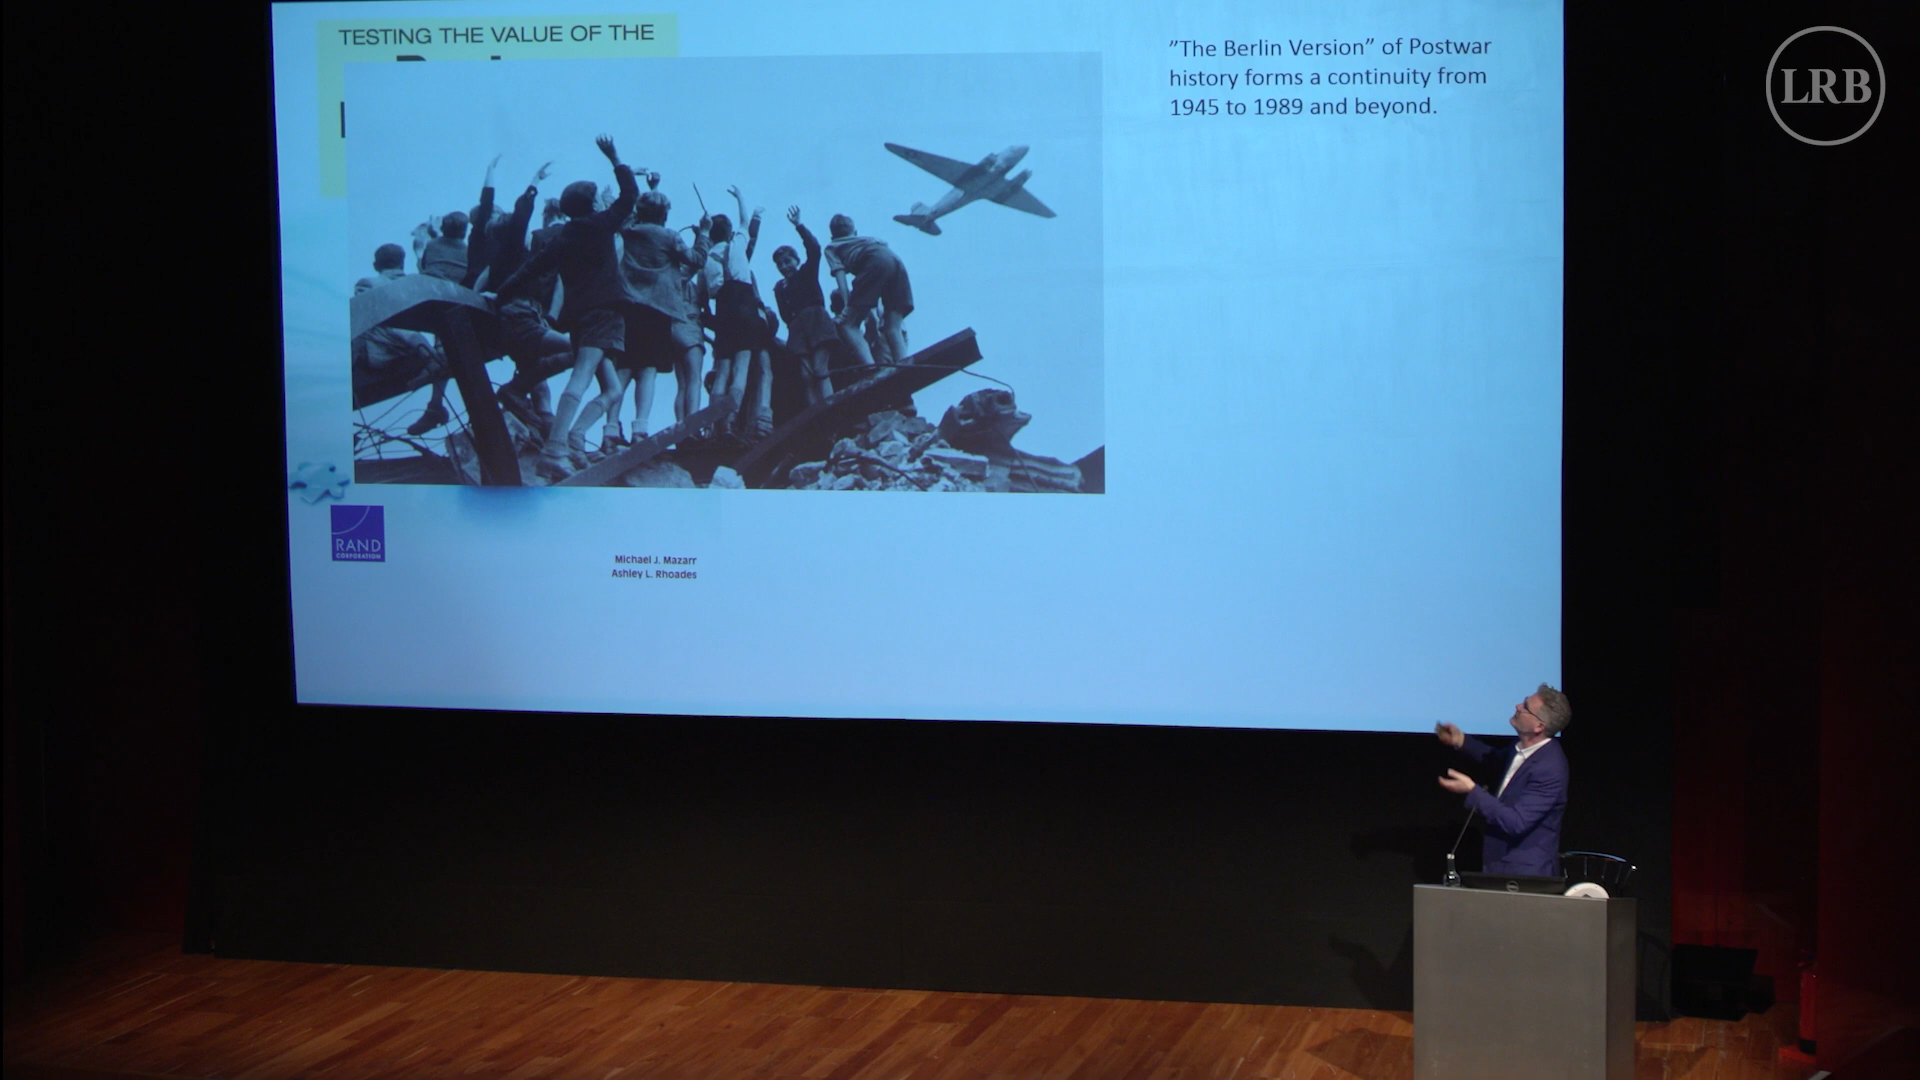 TESTING THE VALUE OF THE
”The Berlin Version” of Postwar
history forms a continuity from
1945 to 1989 and beyond.
LRB
RAND
CORPORATION
Michael J. Mazarr
Ashley L. Rhoades